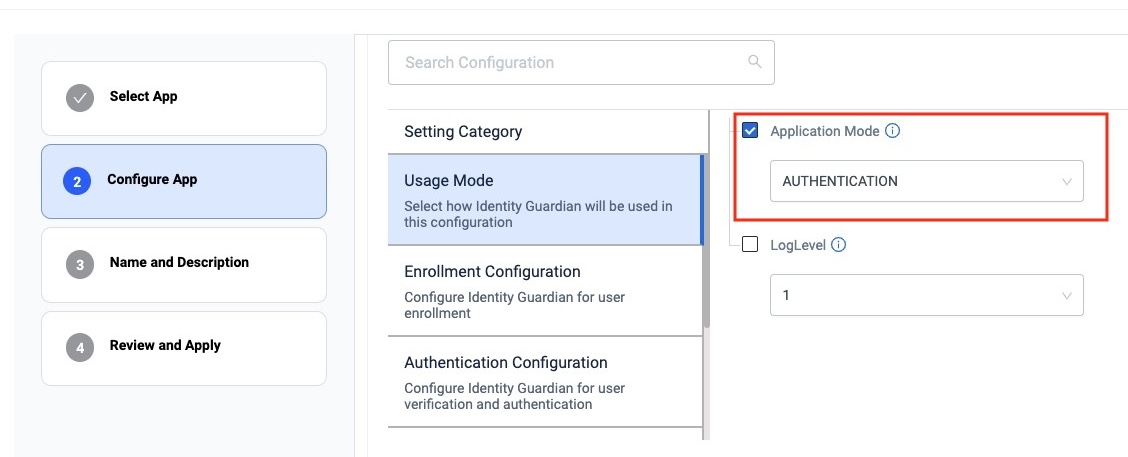 Select App
2
Configure App
3
Name and Description
4
Review and Apply
Search Configuration
Setting Category
Usage Mode
Select how Identity Guardian will be used in
this configuration
Enrollment Configuration
Configure Identity Guardian for user
enrollment
Authentication Configuration
Configure Identity Guardian for user
verification and authentication
Application Mode
AUTHENTICATION
LogLevel
1